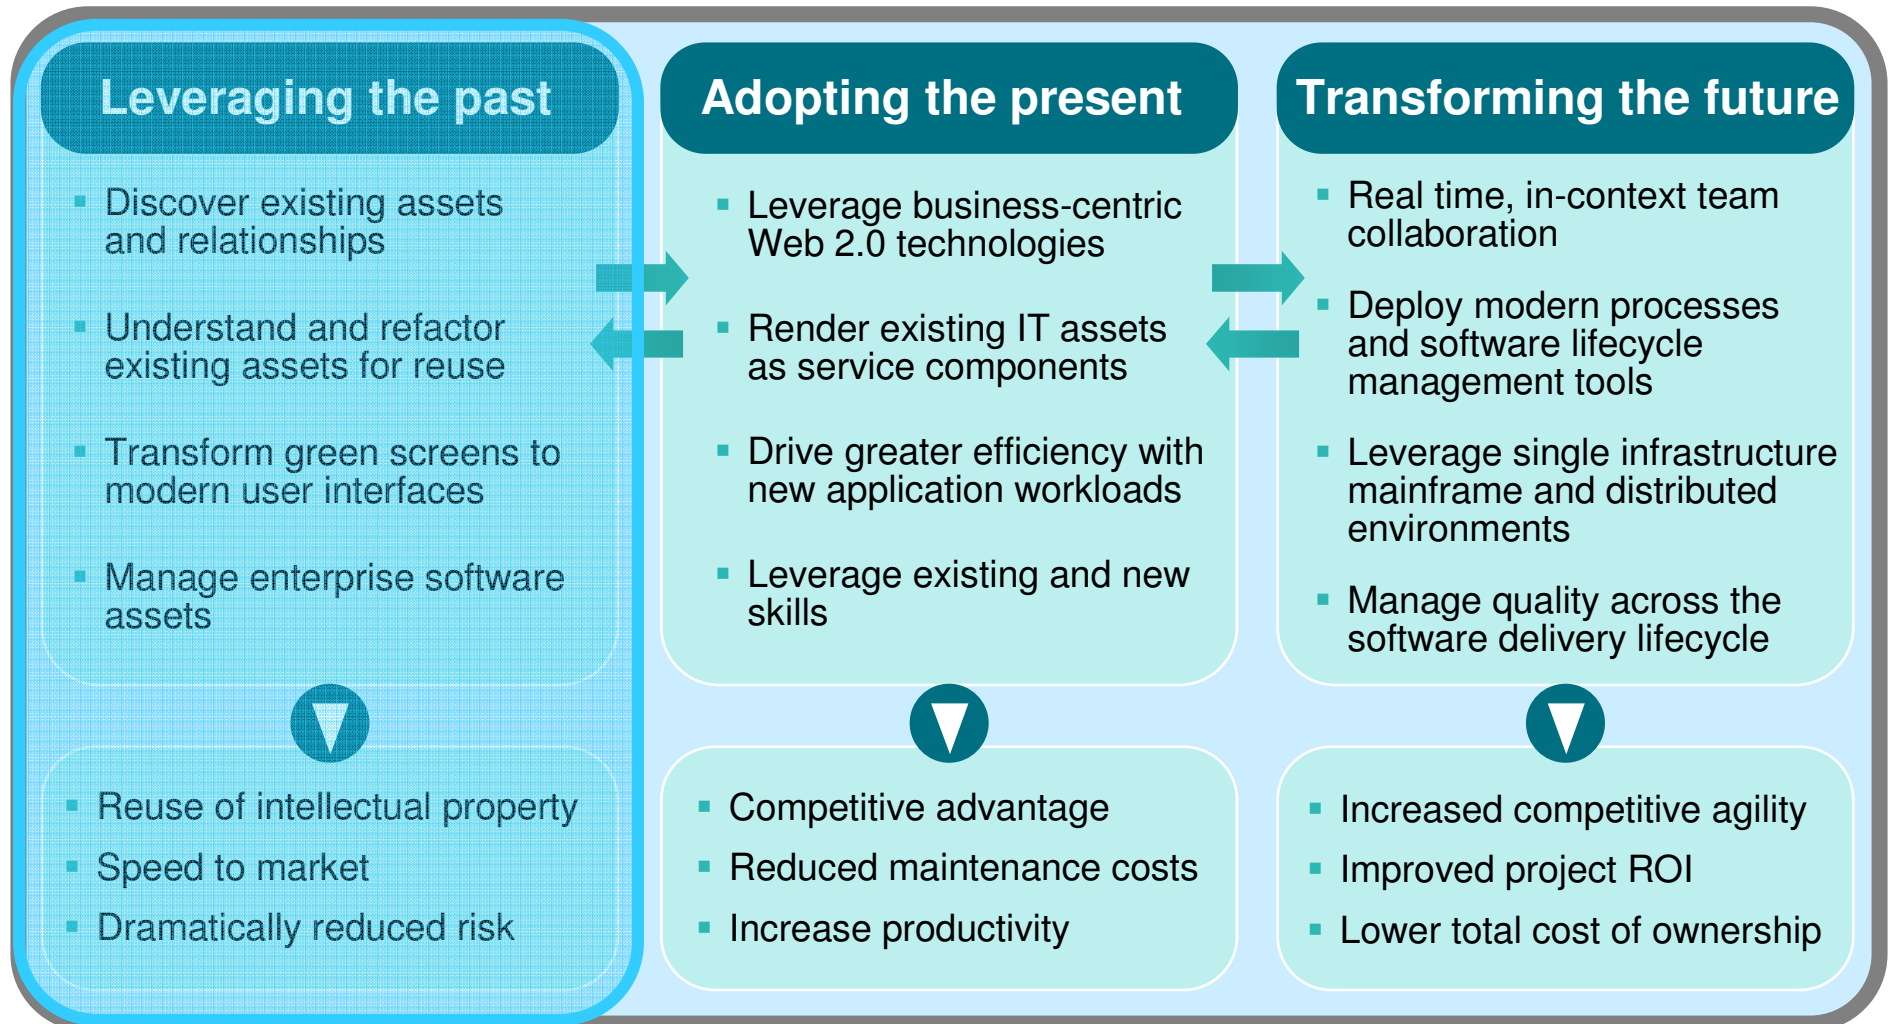 Leveraging the past
Discover existing assets
and relationships
Understand and refactor
existing assets for reuse
Transform green screens to
modern user interfaces
Manage enterprise software
assets
Reuse of intellectual property
Speed to market
Dramatically reduced risk
Adopting the present
Leverage business-centric
Web 2.0 technologies
Render existing IT assets
as service components
Drive greater efficiency with
new application workloads
Leverage existing and new
skills
Competitive advantage
Reduced maintenance costs
Increase productivity
Transforming the future
Real time, in-context team
collaboration
Deploy modern processes
and software lifecycle
management tools
Leverage single infrastructure
mainframe and distributed
environments
Manage quality across the
software delivery lifecycle
Increased competitive agility
Improved project ROI
Lower total cost of ownership